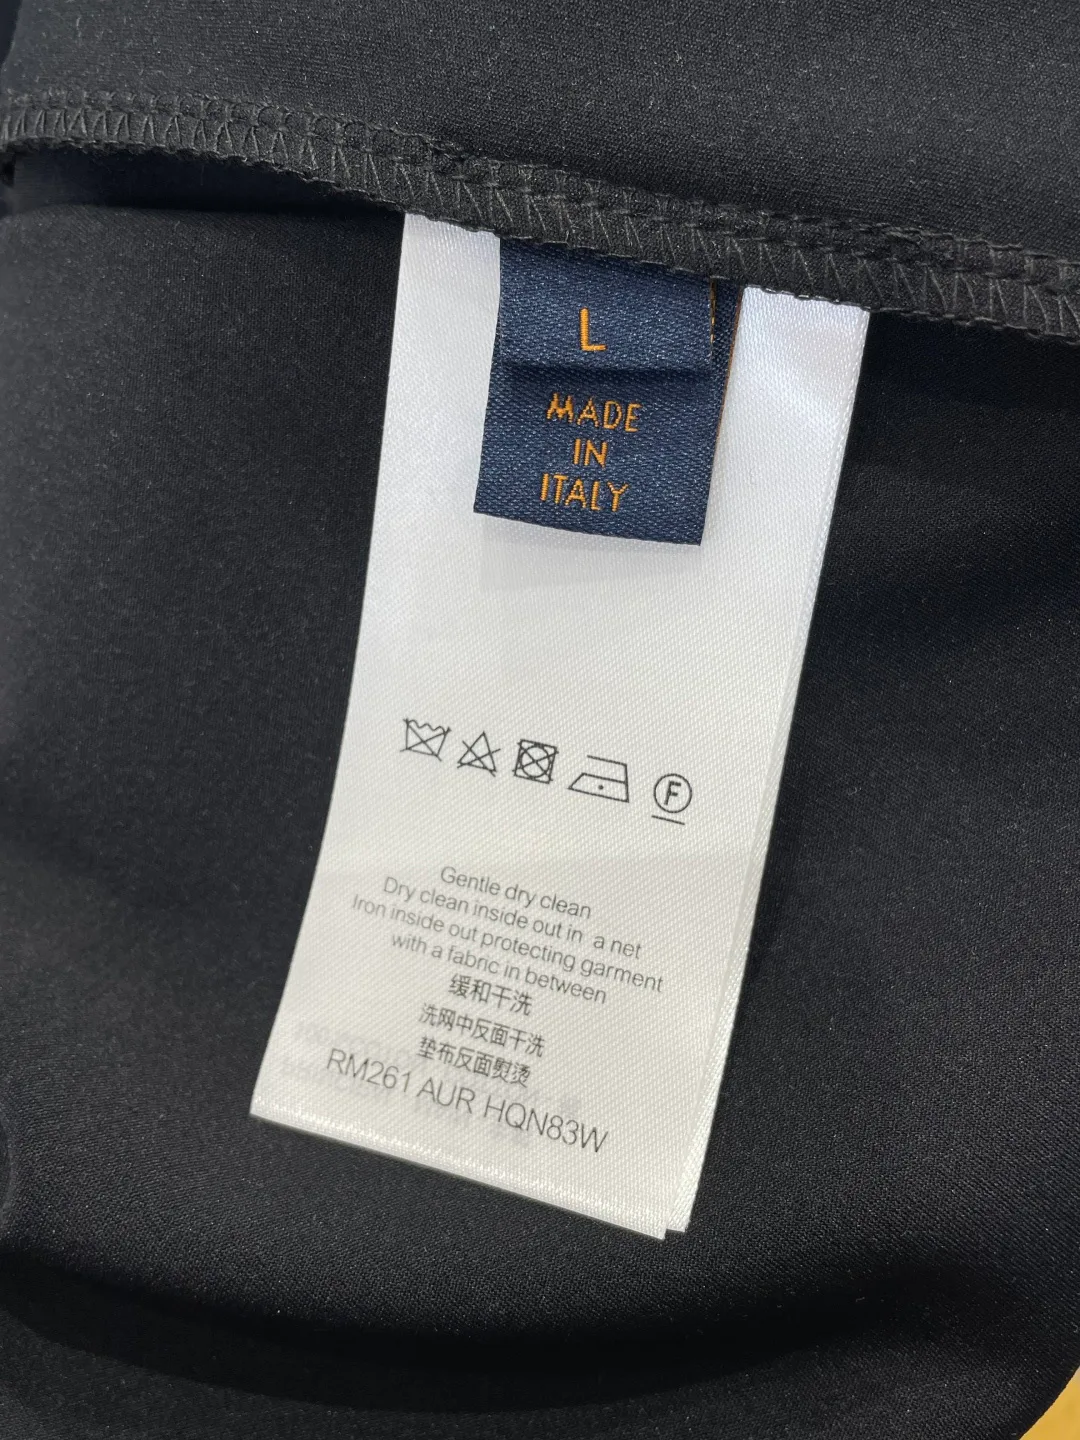 L
MADE
IN
ITALY
F
Gentle dry clean
Dry clean inside out in a net
Iron inside out protecting garment
with a fabric in between
缓和干洗
洗网中反面干洗
垫布反面熨烫
RM261 AUR HQN83W